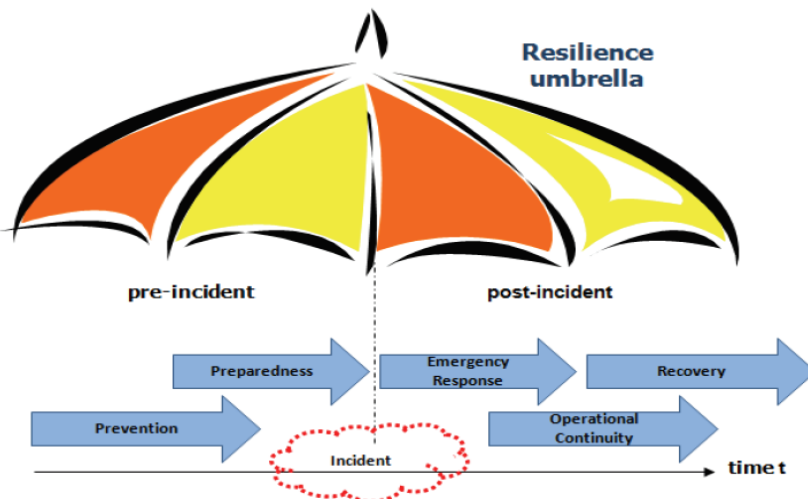 Resilience
umbrella
pre-incident
post-incident
Preparedness
Emergency
Response
Recovery
Prevention
Operational
Continuity
Incident
time t